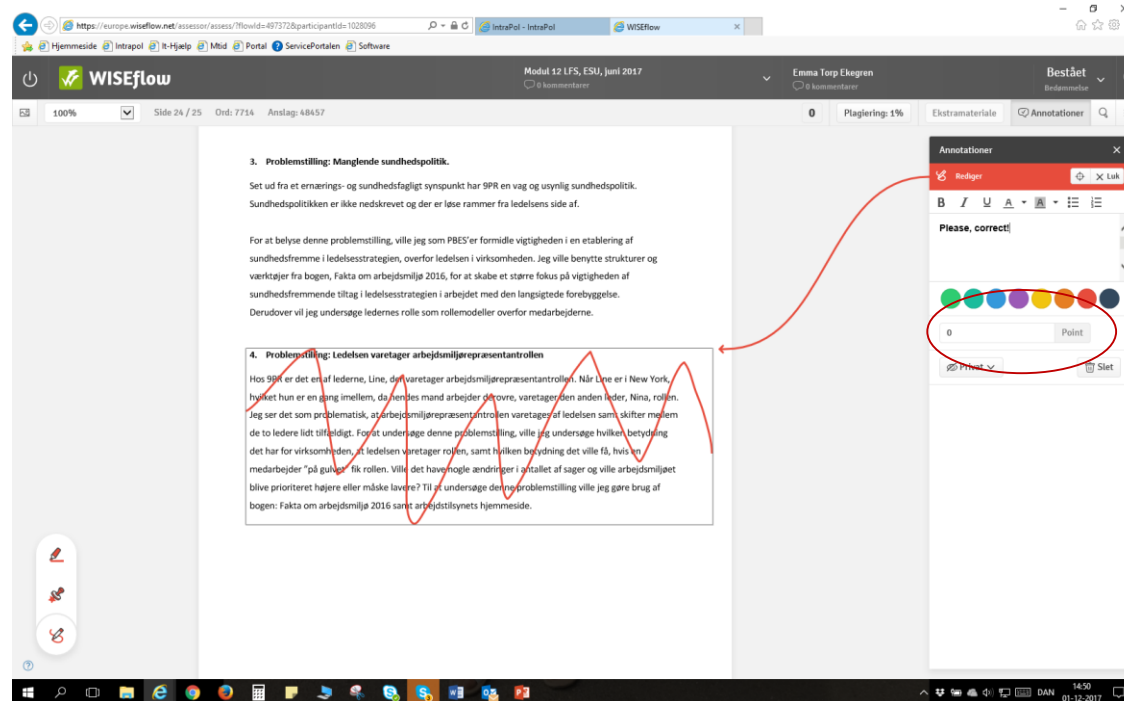 https://europe.wiseflow.net/assessor/assess/?flowId=497372&participantId=1028096
IntraPol - IntraPol
WISEflow
Hjemmeside Intrapol It-Hjælp Mtid Portal ServicePortalen Software
WISEflow
Modul 12 LFS, ESU, juni 2017
0 kommentarer
Emma Torp Ekegren
0 kommentarer
Bestået
Bedømmelse
100% Side 24 / 25 Ord: 7714 Anslag: 48457
0 Plagiering: 1% Ekstramateriale Annotationer
3. Problemstilling: Manglende sundhedspolitik.
Set ud fra et ernærings- og sundhedsfagligt synspunkt har 9PR en vag og usynlig sundhedspolitik.
Sundhedspolitikken er ikke nedskrevet og der er løse rammer fra ledelsens side af.
For at belyse denne problemstilling, ville jeg som PBES'er formidle vigtigheden i en etablering af
sundhedsfremme i ledelsesstrategien, overfor ledelsen i virksomheden. Jeg ville benytte strukturer og
værktøjer fra bogen, Fakta om arbejdsmiljø 2016, for at skabe et større fokus på vigtigheden af
sundhedsfremmende tiltag i ledelsesstrategien i arbejdet med den langsigtede forebyggelse.
Derudover vil jeg undersøge ledernes rolle som rollemodeller overfor medarbejderne.
4. Problemstilling: Ledelsen varetager arbejdsmiljørepræsentantrollen
Hos 9PR er det en af lederne, Line, der varetager arbejdsmiljørepræsentantrollen. Når Line er i New York,
hvilket hun er en gang imellem, da hendes mand arbejder derovre, varetager den anden leder, Nina, rollen.
Jeg ser det som problematisk, at arbejdsmiljørepræsentantrollen varetages af ledelsen samt skifter mellem
de to ledere lidt tilfældigt. For at undersøge denne problemstilling, ville jeg undersøge hvilken betydning
det har for virksomheden, at ledelsen varetager rollen, samt hvilken betydning det ville få, hvis en
medarbejder "på gulvet" fik rollen. Ville det have nogle ændringer i antallet af sager og ville arbejdsmiljøet
blive prioriteret højere eller måske lavere? Til at undersøge denne problemstilling ville jeg gøre brug af
bogen: Fakta om arbejdsmiljø 2016 samt arbejdstilsynets hjemmeside.
Annotationer
Rediger
Luk
B I U A A
Please, correct!
0 Point
Privat Slet
DAN
14:50
01-12-2017